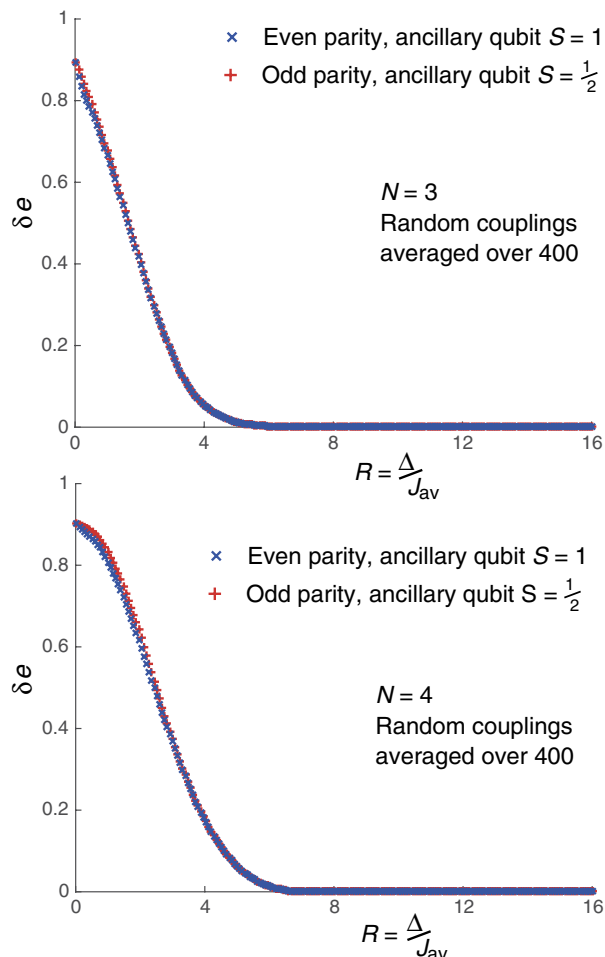 1
× Even parity, ancillary qubit S = 1
+ Odd parity, ancillary qubit S = 1/2
0.8
0.6
δe
N = 3
Random couplings
averaged over 400
0.4
0.2
0
0 4 8 12 16
R = Δ/Jav
1
× Even parity, ancillary qubit S = 1
+ Odd parity, ancillary qubit S = 1/2
0.8
0.6
δe
N = 4
Random couplings
averaged over 400
0.4
0.2
0
0 4 8 12 16
R = Δ/Jav